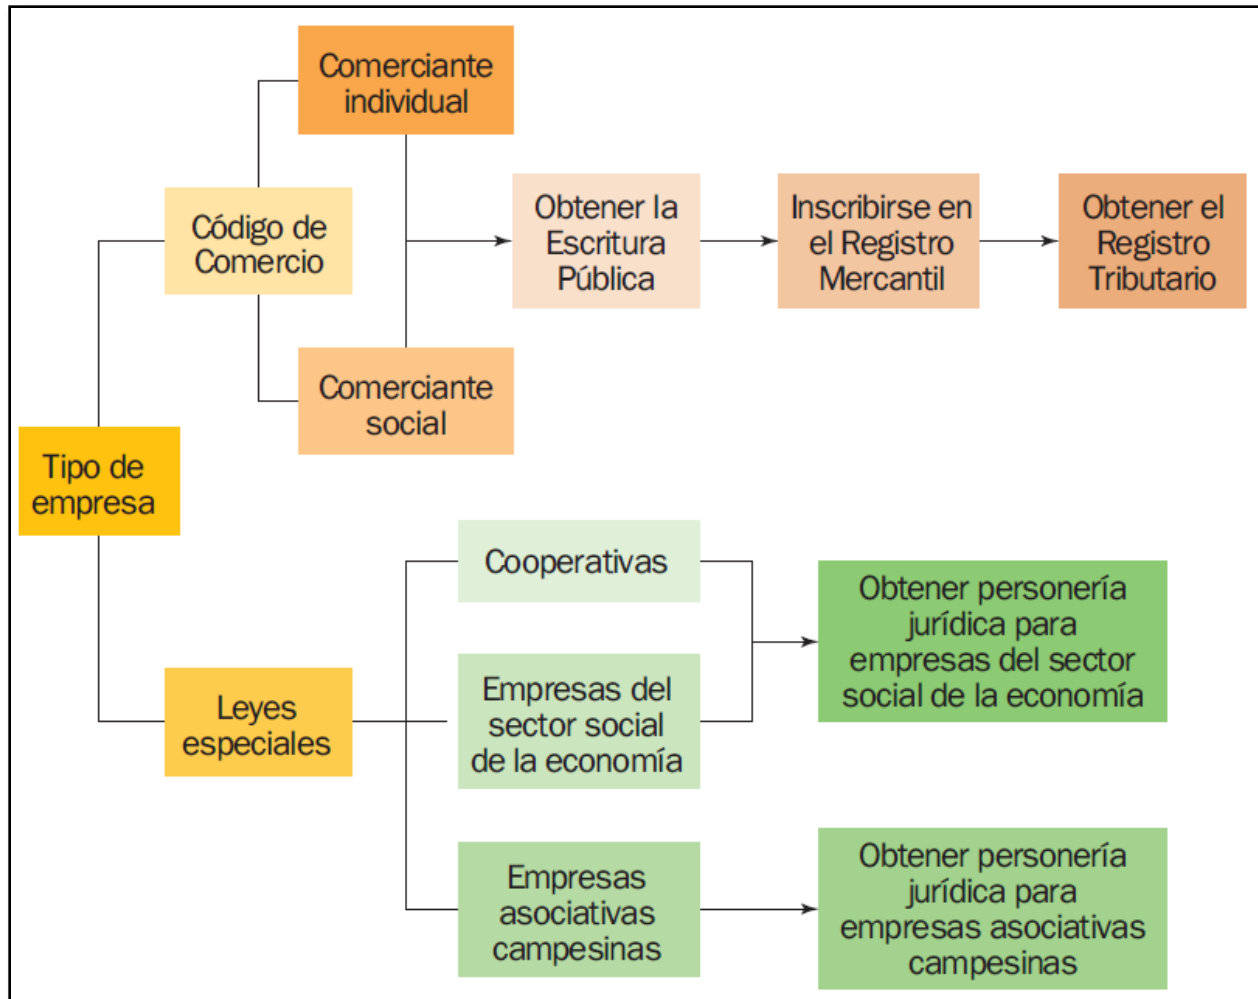 Comerciante
individual
Código de
Comercio
Obtener la
Escritura
Pública
Inscribirse en
el Registro
Mercantil
Obtener el
Registro
Tributario
Comerciante
social
Tipo de
empresa
Leyes
especiales
Cooperativas
Empresas del
sector social
de la economía
Obtener personería
jurídica para
empresas del sector
social de la economía
Empresas
asociativas
campesinas
Obtener personería
jurídica para
empresas asociativas
campesinas